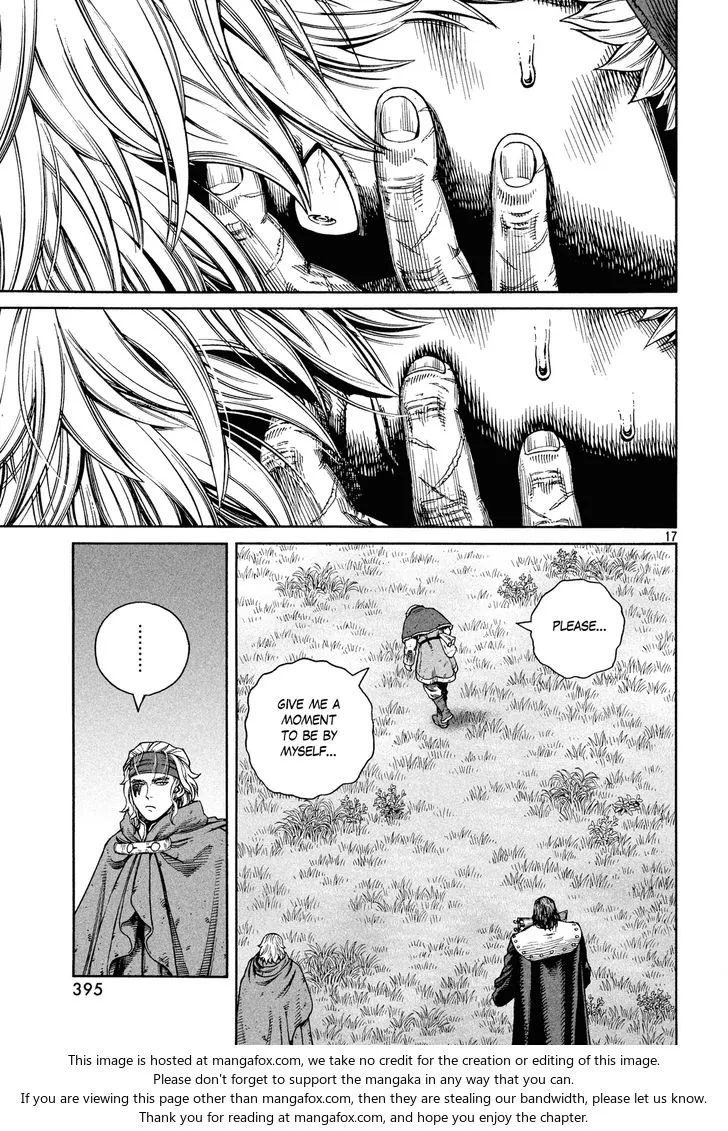 17
PLEASE...
GIVE ME A
MOMENT
TO BE BY
MYSELF...
.........
395
This image is hosted at mangafox.com, we take no credit for the creation or editing of this image.
Please don't forget to support the mangaka in any way that you can.
If you are viewing this page other than mangafox.com, then they are stealing our bandwidth, please let us know.
Thank you for reading at mangafox.com, and hope you enjoy the chapter.